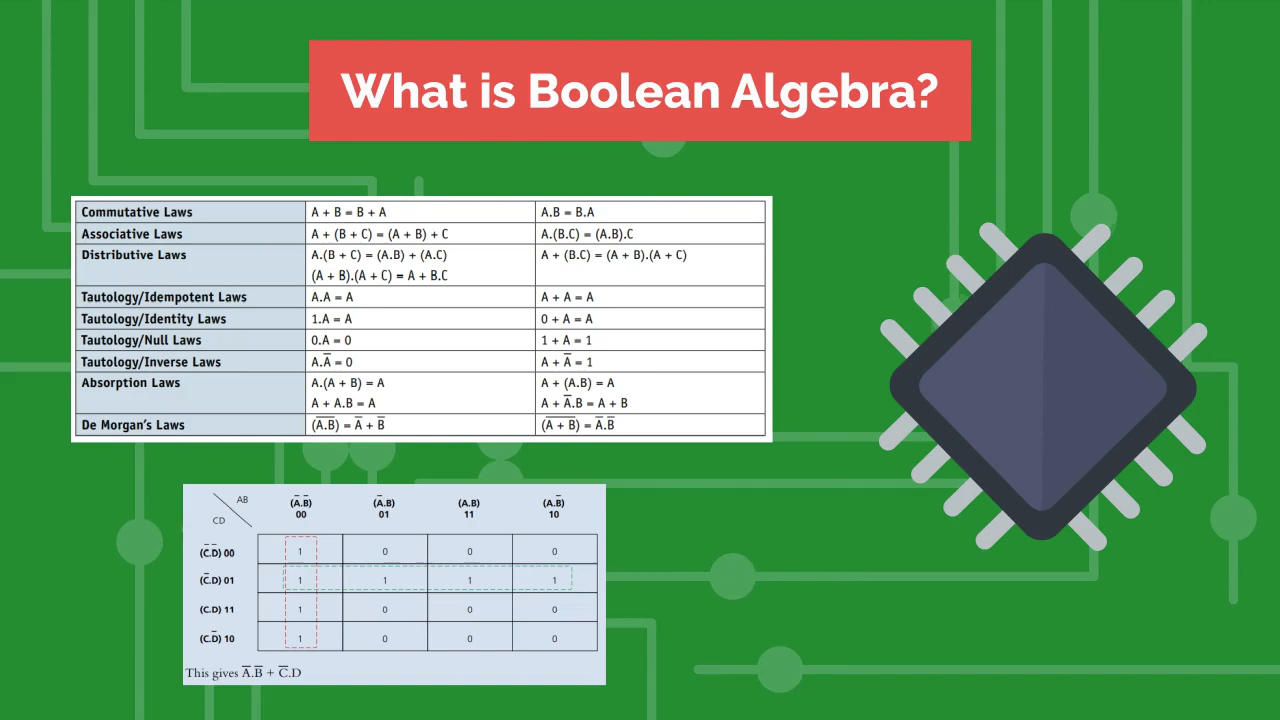 What is Boolean Algebra?
Commutative Laws A + B = B + A A.B = B.A
Associative Laws A + (B + C) = (A + B) + C A.(B.C) = (A.B).C
Distributive Laws A.(B + C) = (A.B) + (A.C) A + (B.C) = (A + B).(A + C)
(A + B).(A + C) = A + B.C
Tautology/Idempotent Laws A.A = A A + A = A
Tautology/Identity Laws 1.A = A 0 + A = A
Tautology/Null Laws 0.A = 0 1 + A = 1
Tautology/Inverse Laws A.A̅ = 0 A + A̅ = 1
Absorption Laws A.(A + B) = A A + (A.B) = A
A + A.B = A A + A̅.B = A + B
De Morgan's Laws (A̅.̅B̅) = A̅ + B̅ (A̅ ̅+̅ ̅B̅) = A̅.B̅
AB (A̅.B̅) (A̅.B) (A.B) (A.B̅)
CD 00 01 11 10
(C̅.D̅) 00 1 0 0 0
(C̅.D) 01 1 1 1 1
(C.D) 11 1 0 0 0
(C.D̅) 10 1 0 0 0
This gives A̅.B̅ + C̅.D